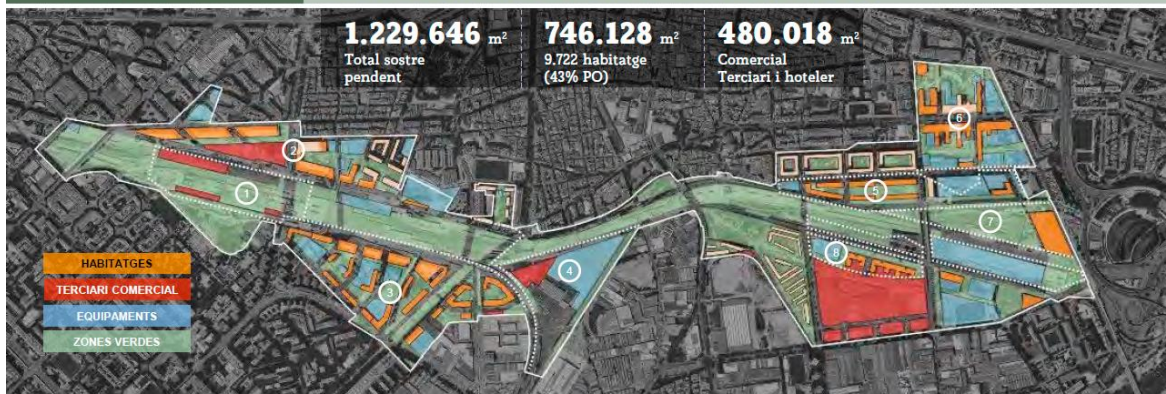 1.229.646 m²
Total sostre
pendent
746.128 m²
9.722 habitatge
(43% PO)
480.018 m²
Comercial
Terciari i hoteler
1
2
3
4
5
6
7
8
HABITATGES
TERCIARI COMERCIAL
EQUIPAMENTS
ZONES VERDES